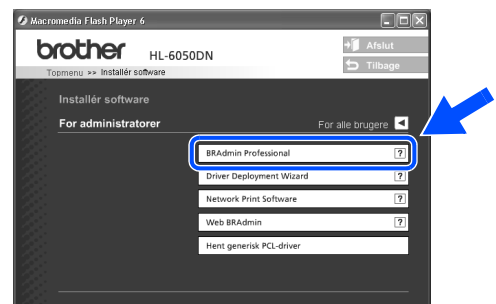 Macromedia Flash Player 6
brother HL-6050DN
Afslut
Tilbage
Topmenu >> Installér software
Installér software
For administratorer
For alle brugere
BRAdmin Professional ?
Driver Deployment Wizard ?
Network Print Software ?
Web BRAdmin ?
Hent generisk PCL-driver